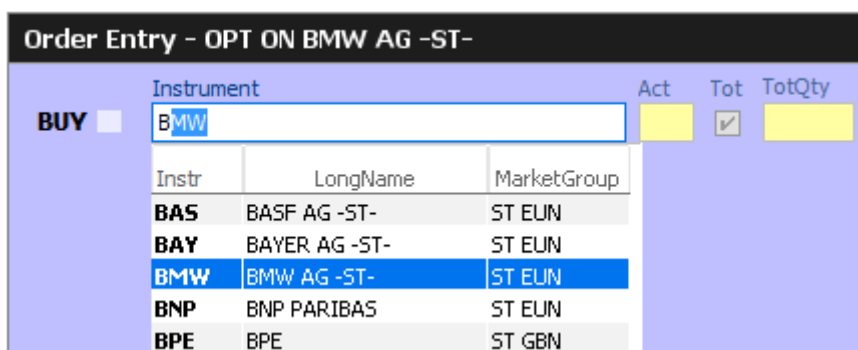 Order Entry - OPT ON BMW AG -ST-
Instrument Act Tot TotQty
BUY BMW
Instr LongName MarketGroup
BAS BASF AG -ST- ST EUN
BAY BAYER AG -ST- ST EUN
BMW BMW AG -ST- ST EUN
BNP BNP PARIBAS ST EUN
BPE BPE ST GBN